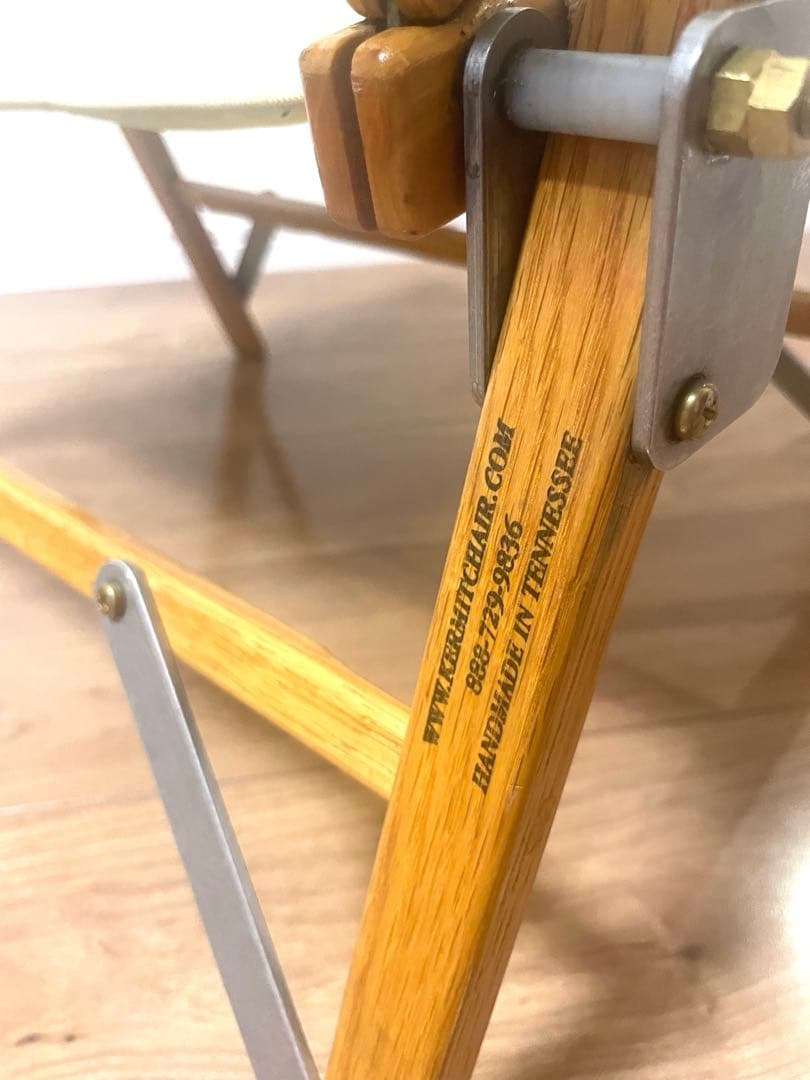 WWW.KERMITCHAIR.COM
888-729-9836
HANDMADE IN TENNESSEE